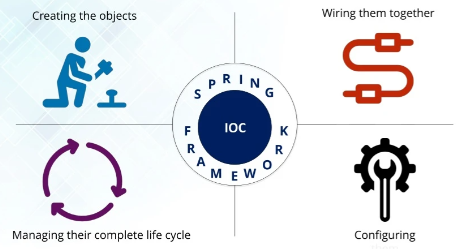 Creating the objects
Wiring them together
SPRING
IOC
FRAMEWORK
Managing their complete life cycle
Configuring